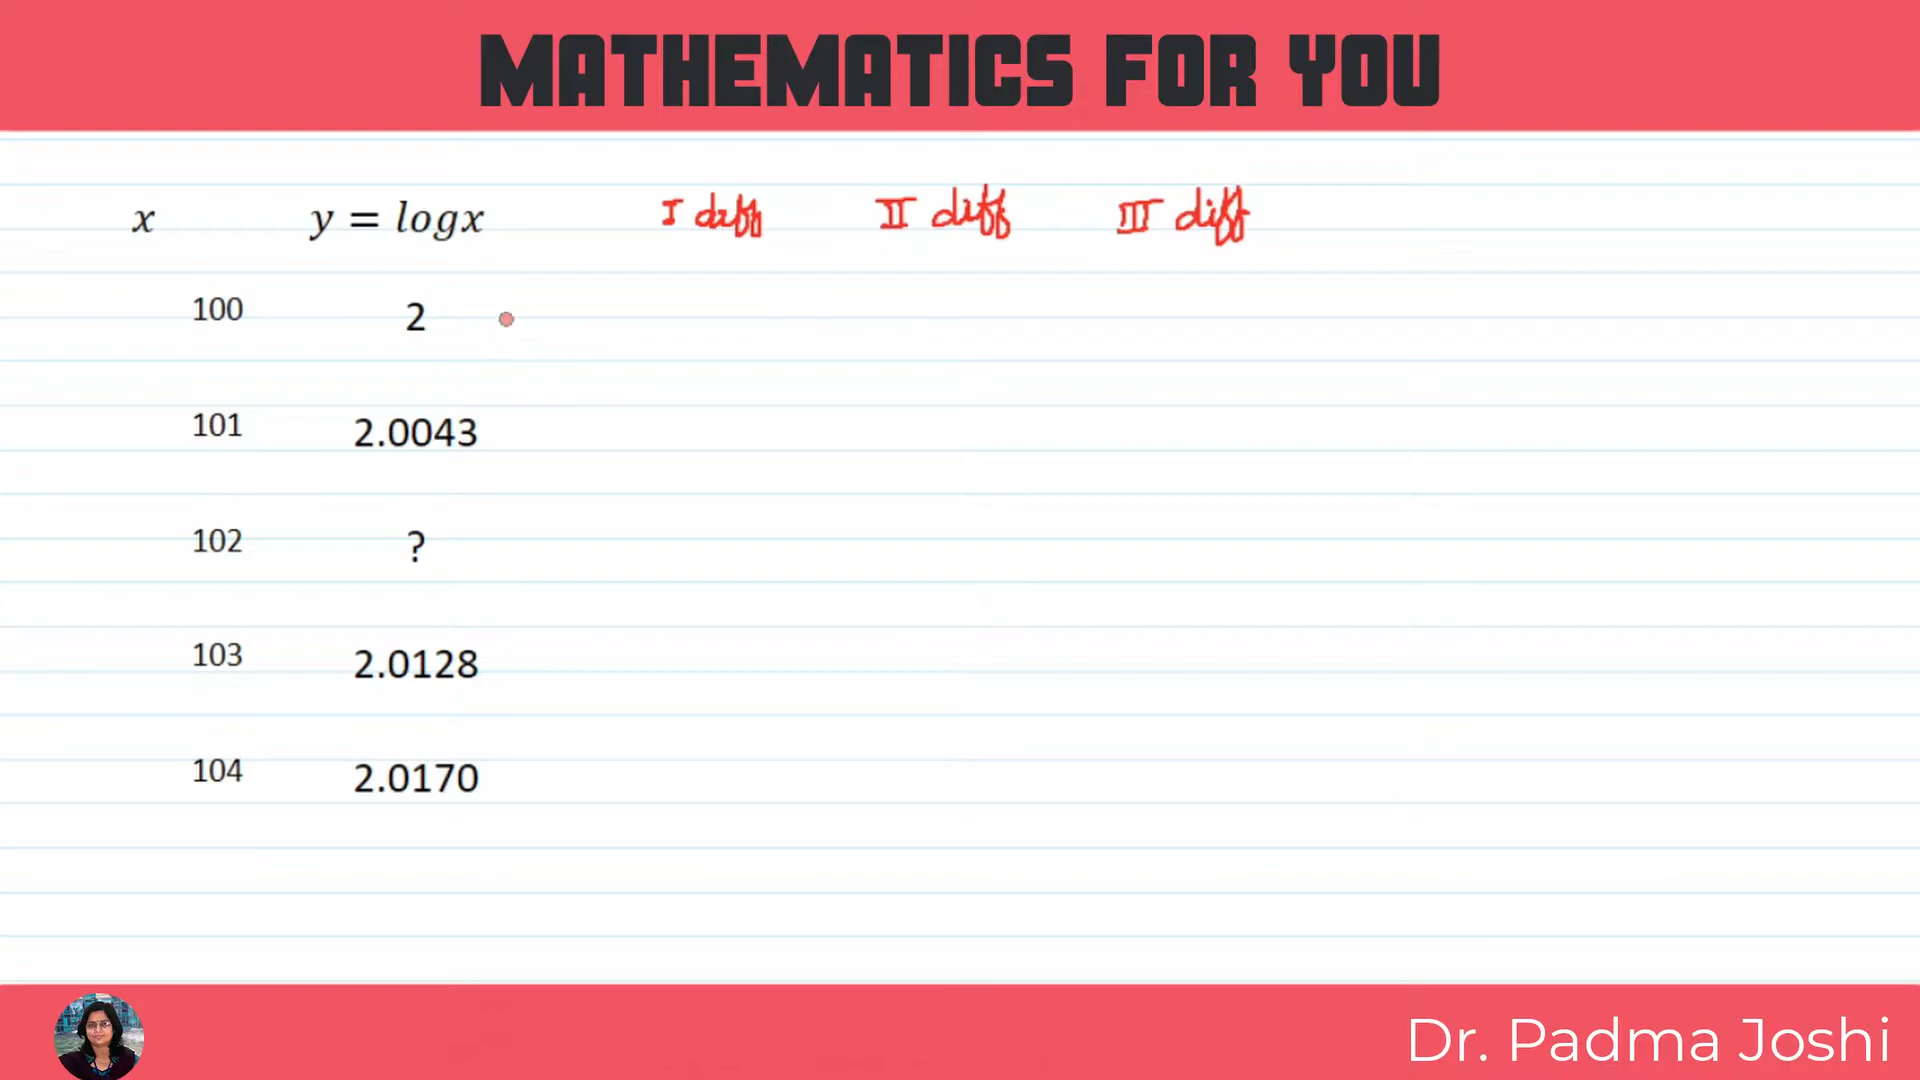 MATHEMATICS FOR YOU
x y = logx I diff II diff III diff
100 2
101 2.0043
102 ?
103 2.0128
104 2.0170
Dr. Padma Joshi